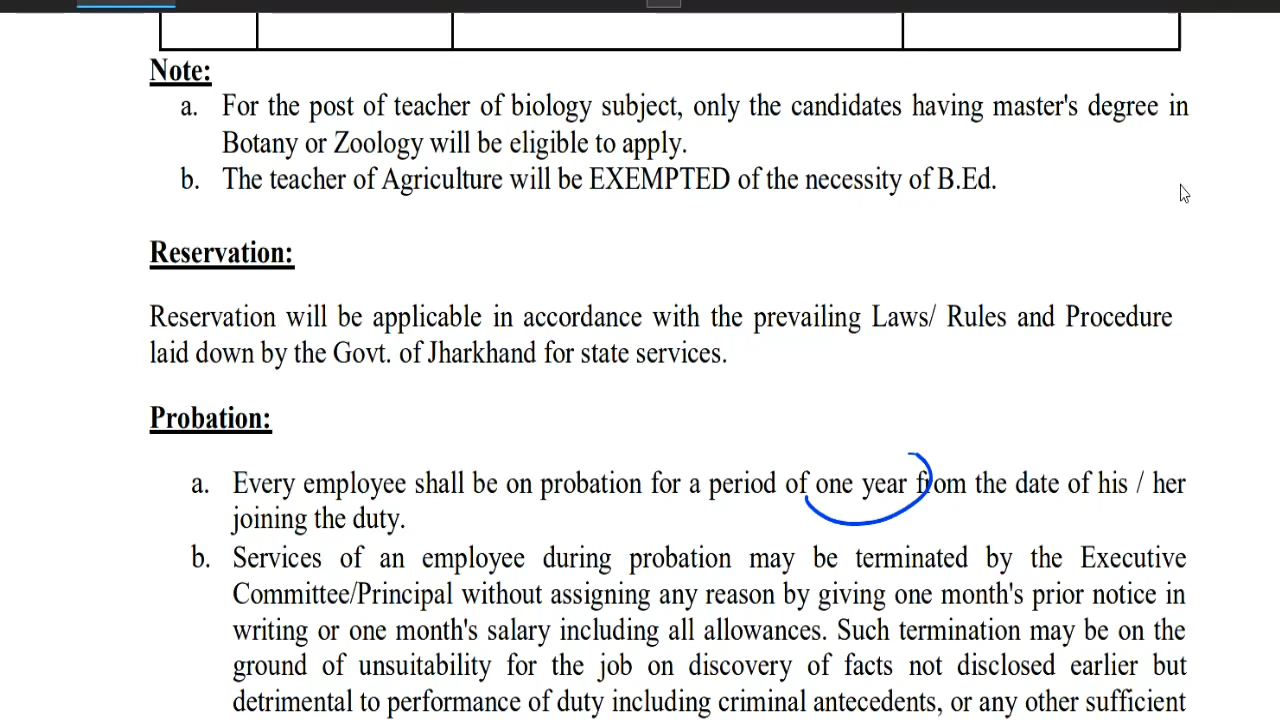 Note:
a. For the post of teacher of biology subject, only the candidates having master's degree in
Botany or Zoology will be eligible to apply.
b. The teacher of Agriculture will be EXEMPTED of the necessity of B.Ed.
Reservation:
Reservation will be applicable in accordance with the prevailing Laws/ Rules and Procedure
laid down by the Govt. of Jharkhand for state services.
Probation:
a. Every employee shall be on probation for a period of one year from the date of his / her
joining the duty.
b. Services of an employee during probation may be terminated by the Executive
Committee/Principal without assigning any reason by giving one month's prior notice in
writing or one month's salary including all allowances. Such termination may be on the
ground of unsuitability for the job on discovery of facts not disclosed earlier but
detrimental to performance of duty including criminal antecedents, or any other sufficient